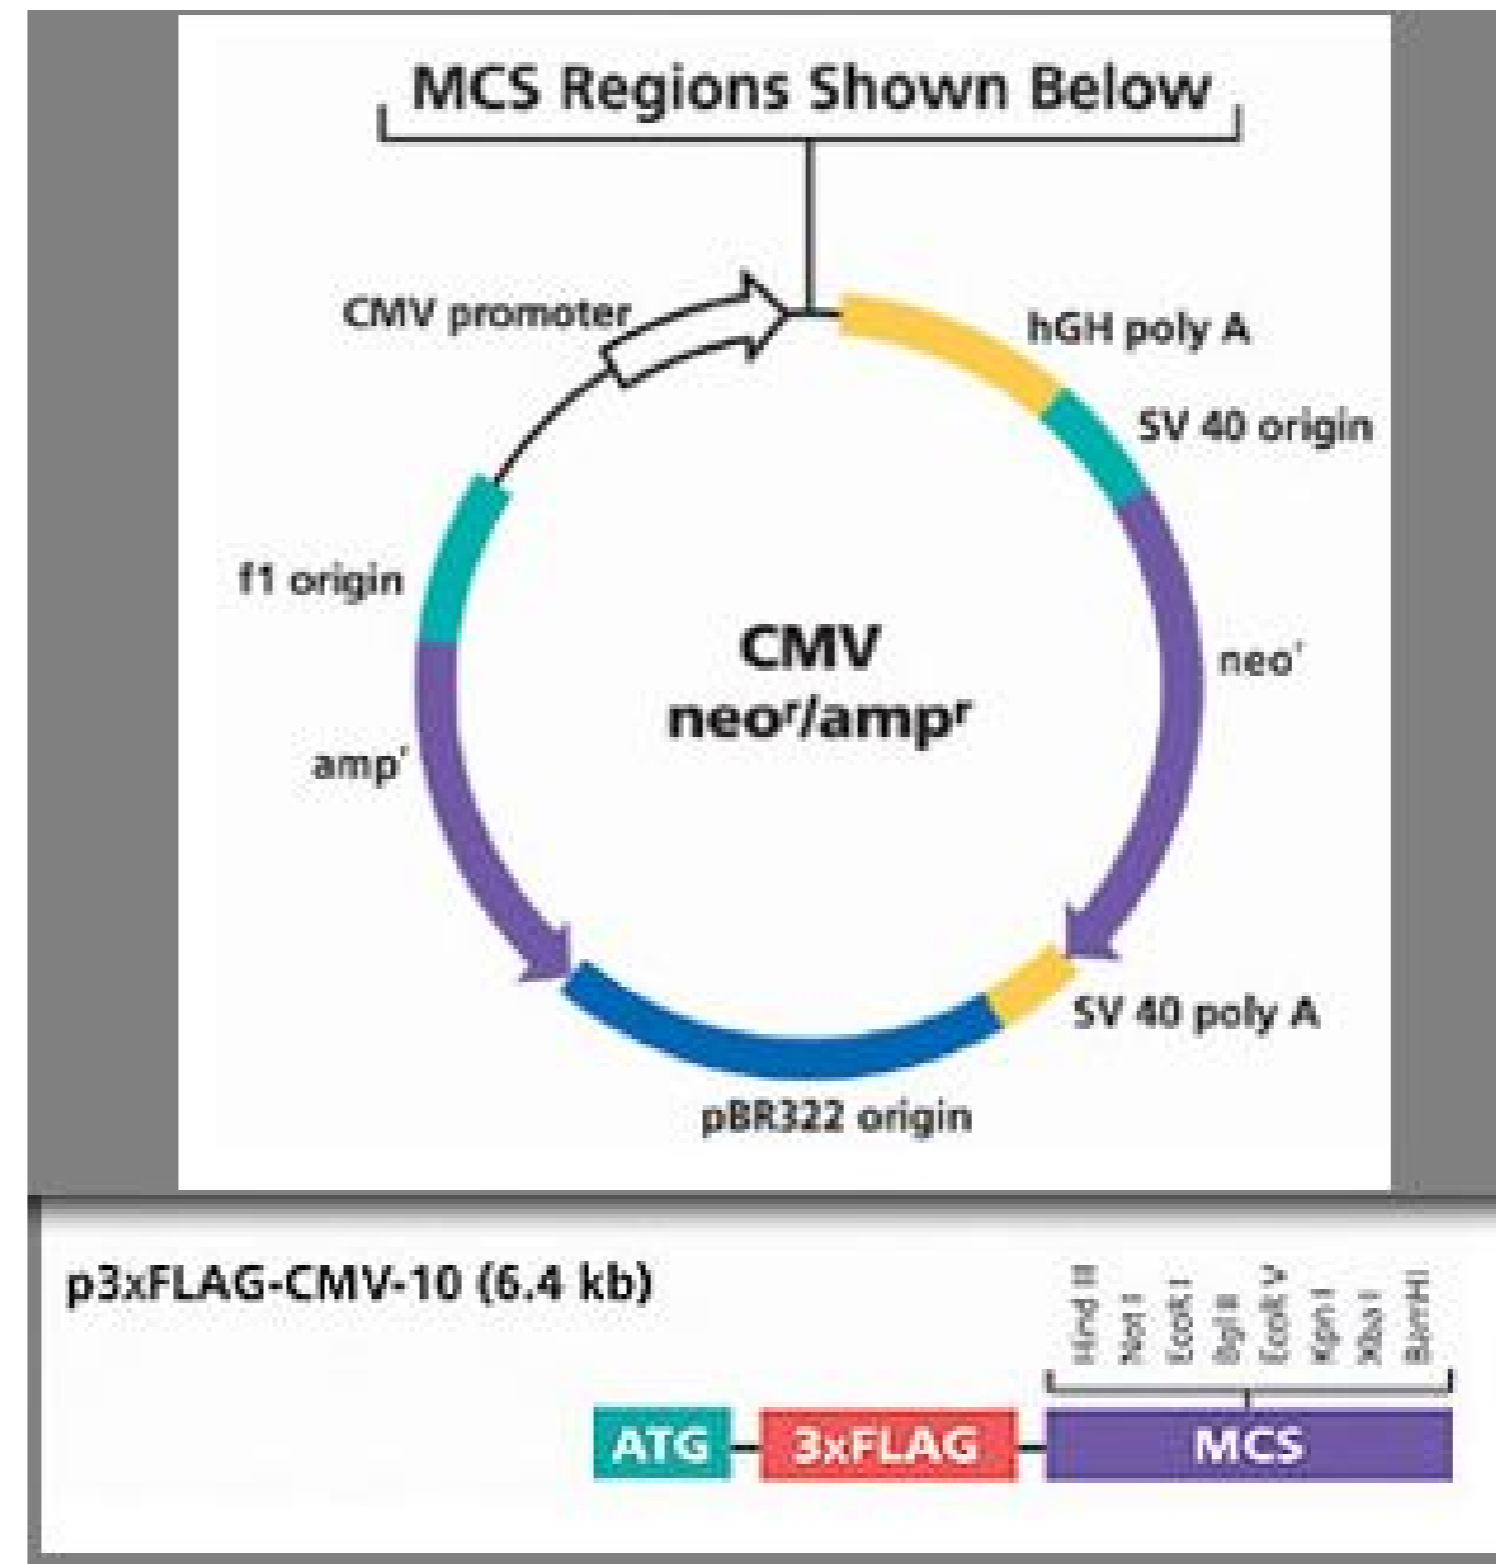 MCS Regions Shown Below
CMV promoter
hGH poly A
SV 40 origin
f1 origin
CMV
neoʳ/ampʳ
neoʳ
ampʳ
SV 40 poly A
pBR322 origin
p3xFLAG-CMV-10 (6.4 kb)
Hind II
Not I
EcoR I
Bgl II
EcoR V
Kpn I
Xba I
BamHI
ATG
3xFLAG
MCS